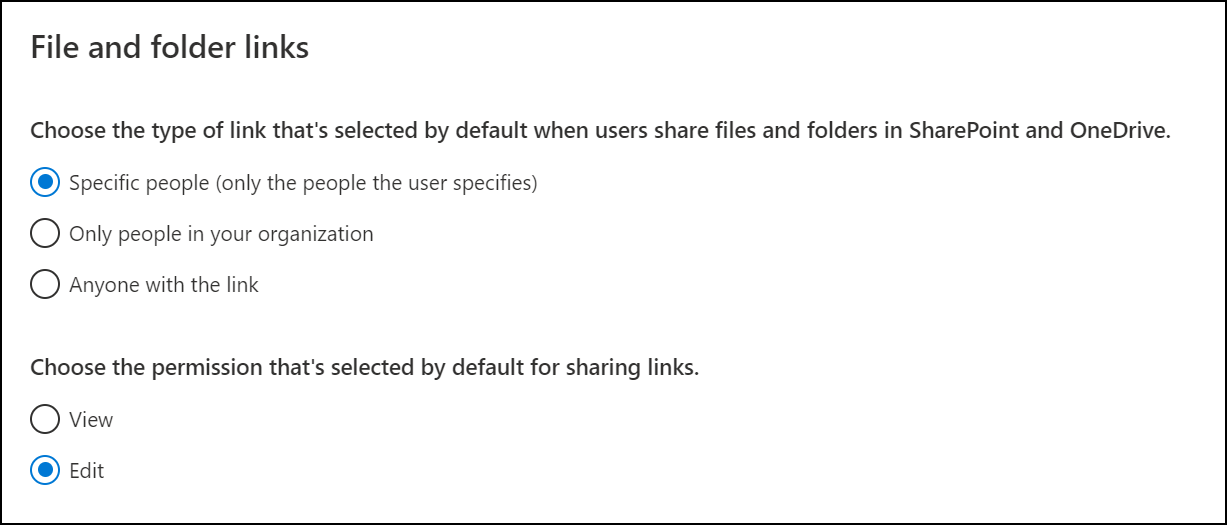 File and folder links
Choose the type of link that's selected by default when users share files and folders in SharePoint and OneDrive.
Specific people (only the people the user specifies)
Only people in your organization
Anyone with the link
Choose the permission that's selected by default for sharing links.
View
Edit